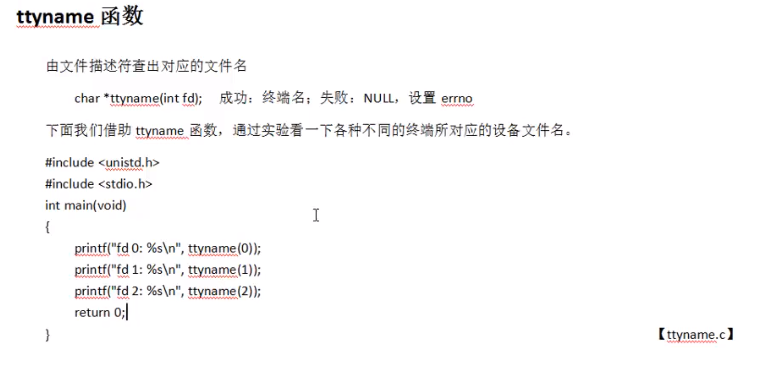 ttyname 函数
由文件描述符查出对应的文件名
char *ttyname(int fd); 成功：终端名；失败：NULL，设置 errno
下面我们借助 ttyname 函数，通过实验看一下各种不同的终端所对应的设备文件名。
#include <unistd.h>
#include <stdio.h>
int main(void)
{
printf("fd 0: %s\n", ttyname(0));
printf("fd 1: %s\n", ttyname(1));
printf("fd 2: %s\n", ttyname(2));
return 0;
} 【ttyname.c】